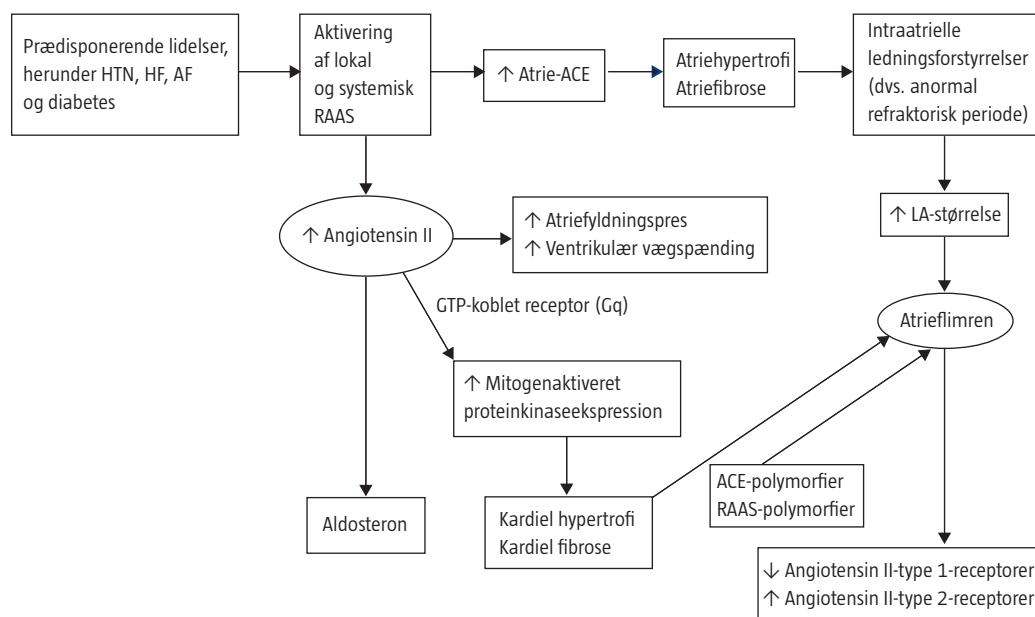 Prædisponerende lidelser,
herunder HTN, HF, AF
og diabetes
Aktivering
af lokal
og systemisk
RAAS
↑ Atrie-ACE
Atriehypertrofi
Atriefibrose
Intraatrielle
ledningsforstyrrelser
(dvs. anormal
refraktorisk periode)
↑ Angiotensin II
↑ Atriefyldningspres
↑ Ventrikulær vægspænding
↑ LA-størrelse
GTP-koblet receptor (Gq)
Atrieflimren
↑ Mitogenaktiveret
proteinkinaseekspression
Aldosteron
Kardiel hypertrofi
Kardiel fibrose
ACE-polymorfier
RAAS-polymorfier
↓ Angiotensin II-type 1-receptorer
↑ Angiotensin II-type 2-receptorer